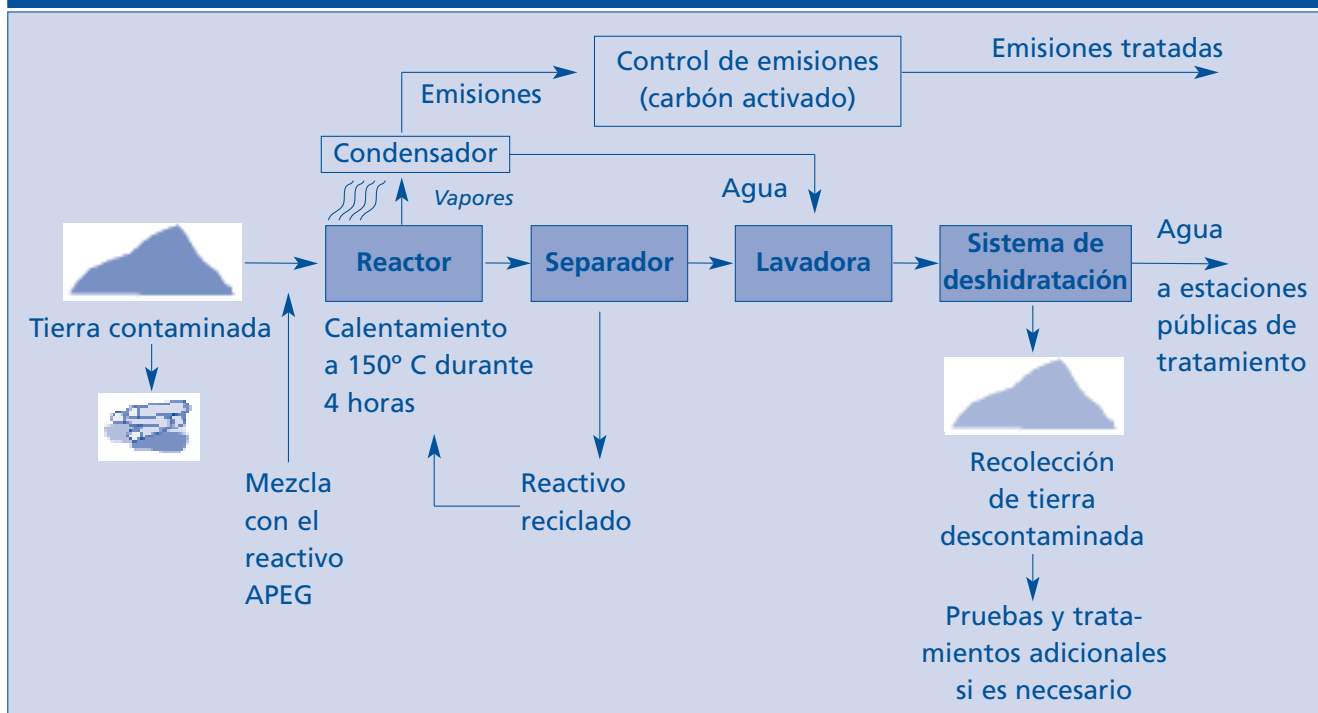 Control de emisiones
(carbón activado)
Emisiones tratadas
Emisiones
Condensador
Vapores
Agua
Reactor
Separador
Lavadora
Sistema de
deshidratación
Agua
a estaciones
públicas de
tratamiento
Tierra contaminada
Calentamiento
a 150º C durante
4 horas
Mezcla
con el
reactivo
APEG
Reactivo
reciclado
Recolección
de tierra
descontaminada
Pruebas y trata-
mientos adicionales
si es necesario